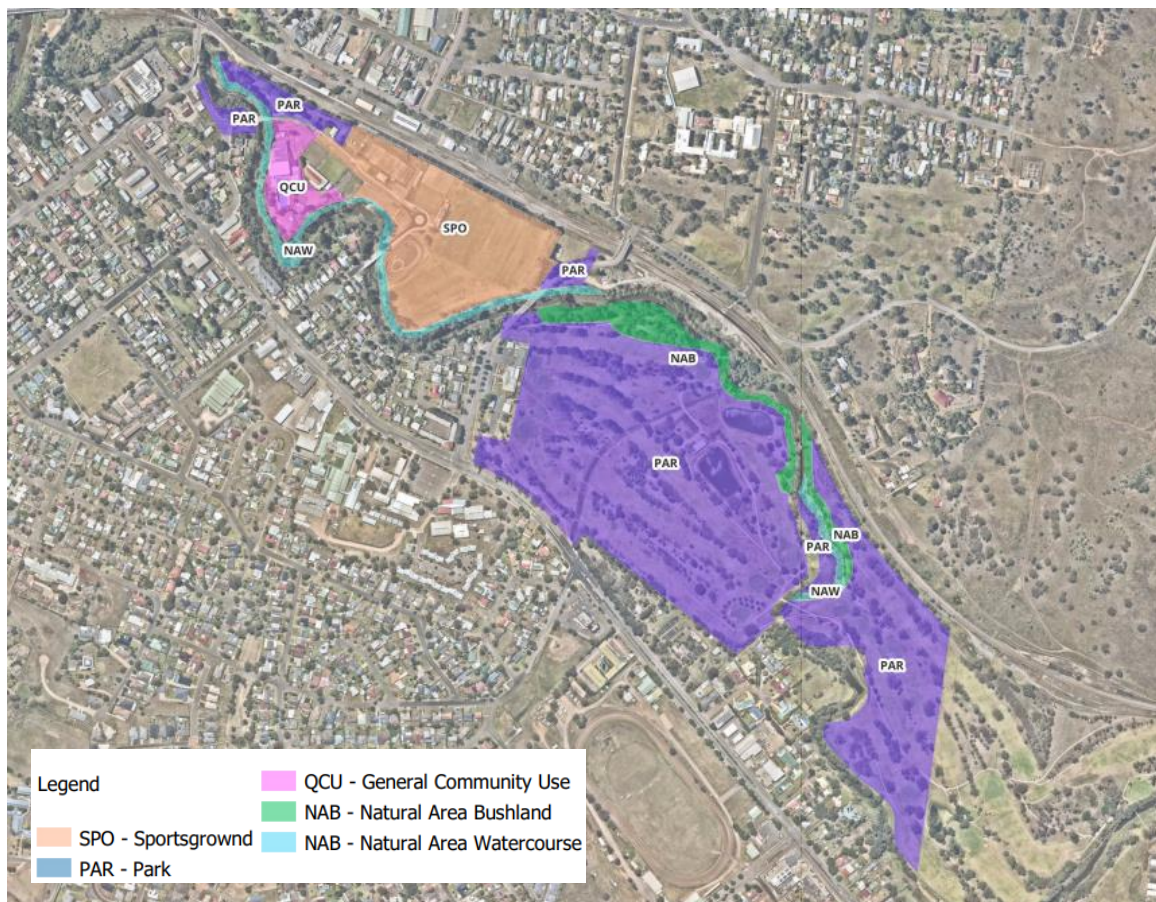 PAR
PAR
QCU
SPO
NAW
PAR
NAB
PAR
NAB
PAR
NAW
PAR
Legend
SPO - Sportsgrownd
PAR - Park
QCU - General Community Use
NAB - Natural Area Bushland
NAB - Natural Area Watercourse